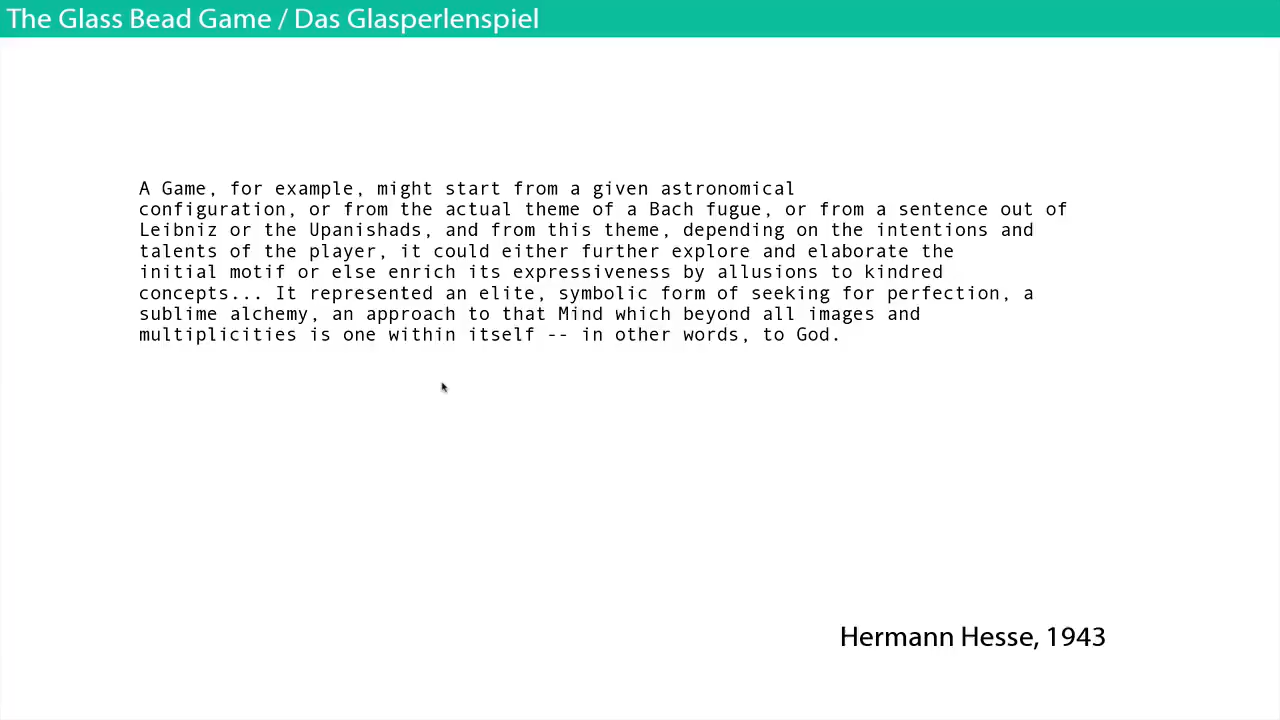 The Glass Bead Game / Das Glasperlenspiel
A Game, for example, might start from a given astronomical
configuration, or from the actual theme of a Bach fugue, or from a sentence out of
Leibniz or the Upanishads, and from this theme, depending on the intentions and
talents of the player, it could either further explore and elaborate the
initial motif or else enrich its expressiveness by allusions to kindred
concepts... It represented an elite, symbolic form of seeking for perfection, a
sublime alchemy, an approach to that Mind which beyond all images and
multiplicities is one within itself -- in other words, to God.
Hermann Hesse, 1943